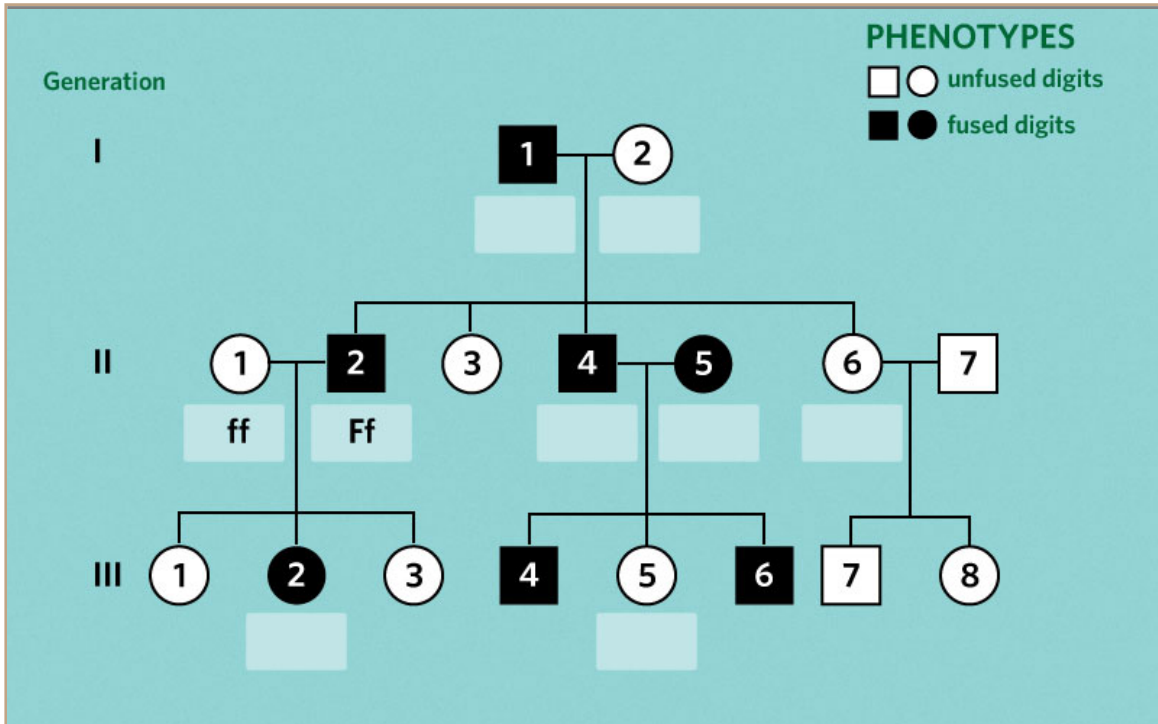 PHENOTYPES
unfused digits
fused digits
Generation
I
1 2
II
1 2 3 4 5 6 7
ff Ff
III
1 2 3 4 5 6 7 8